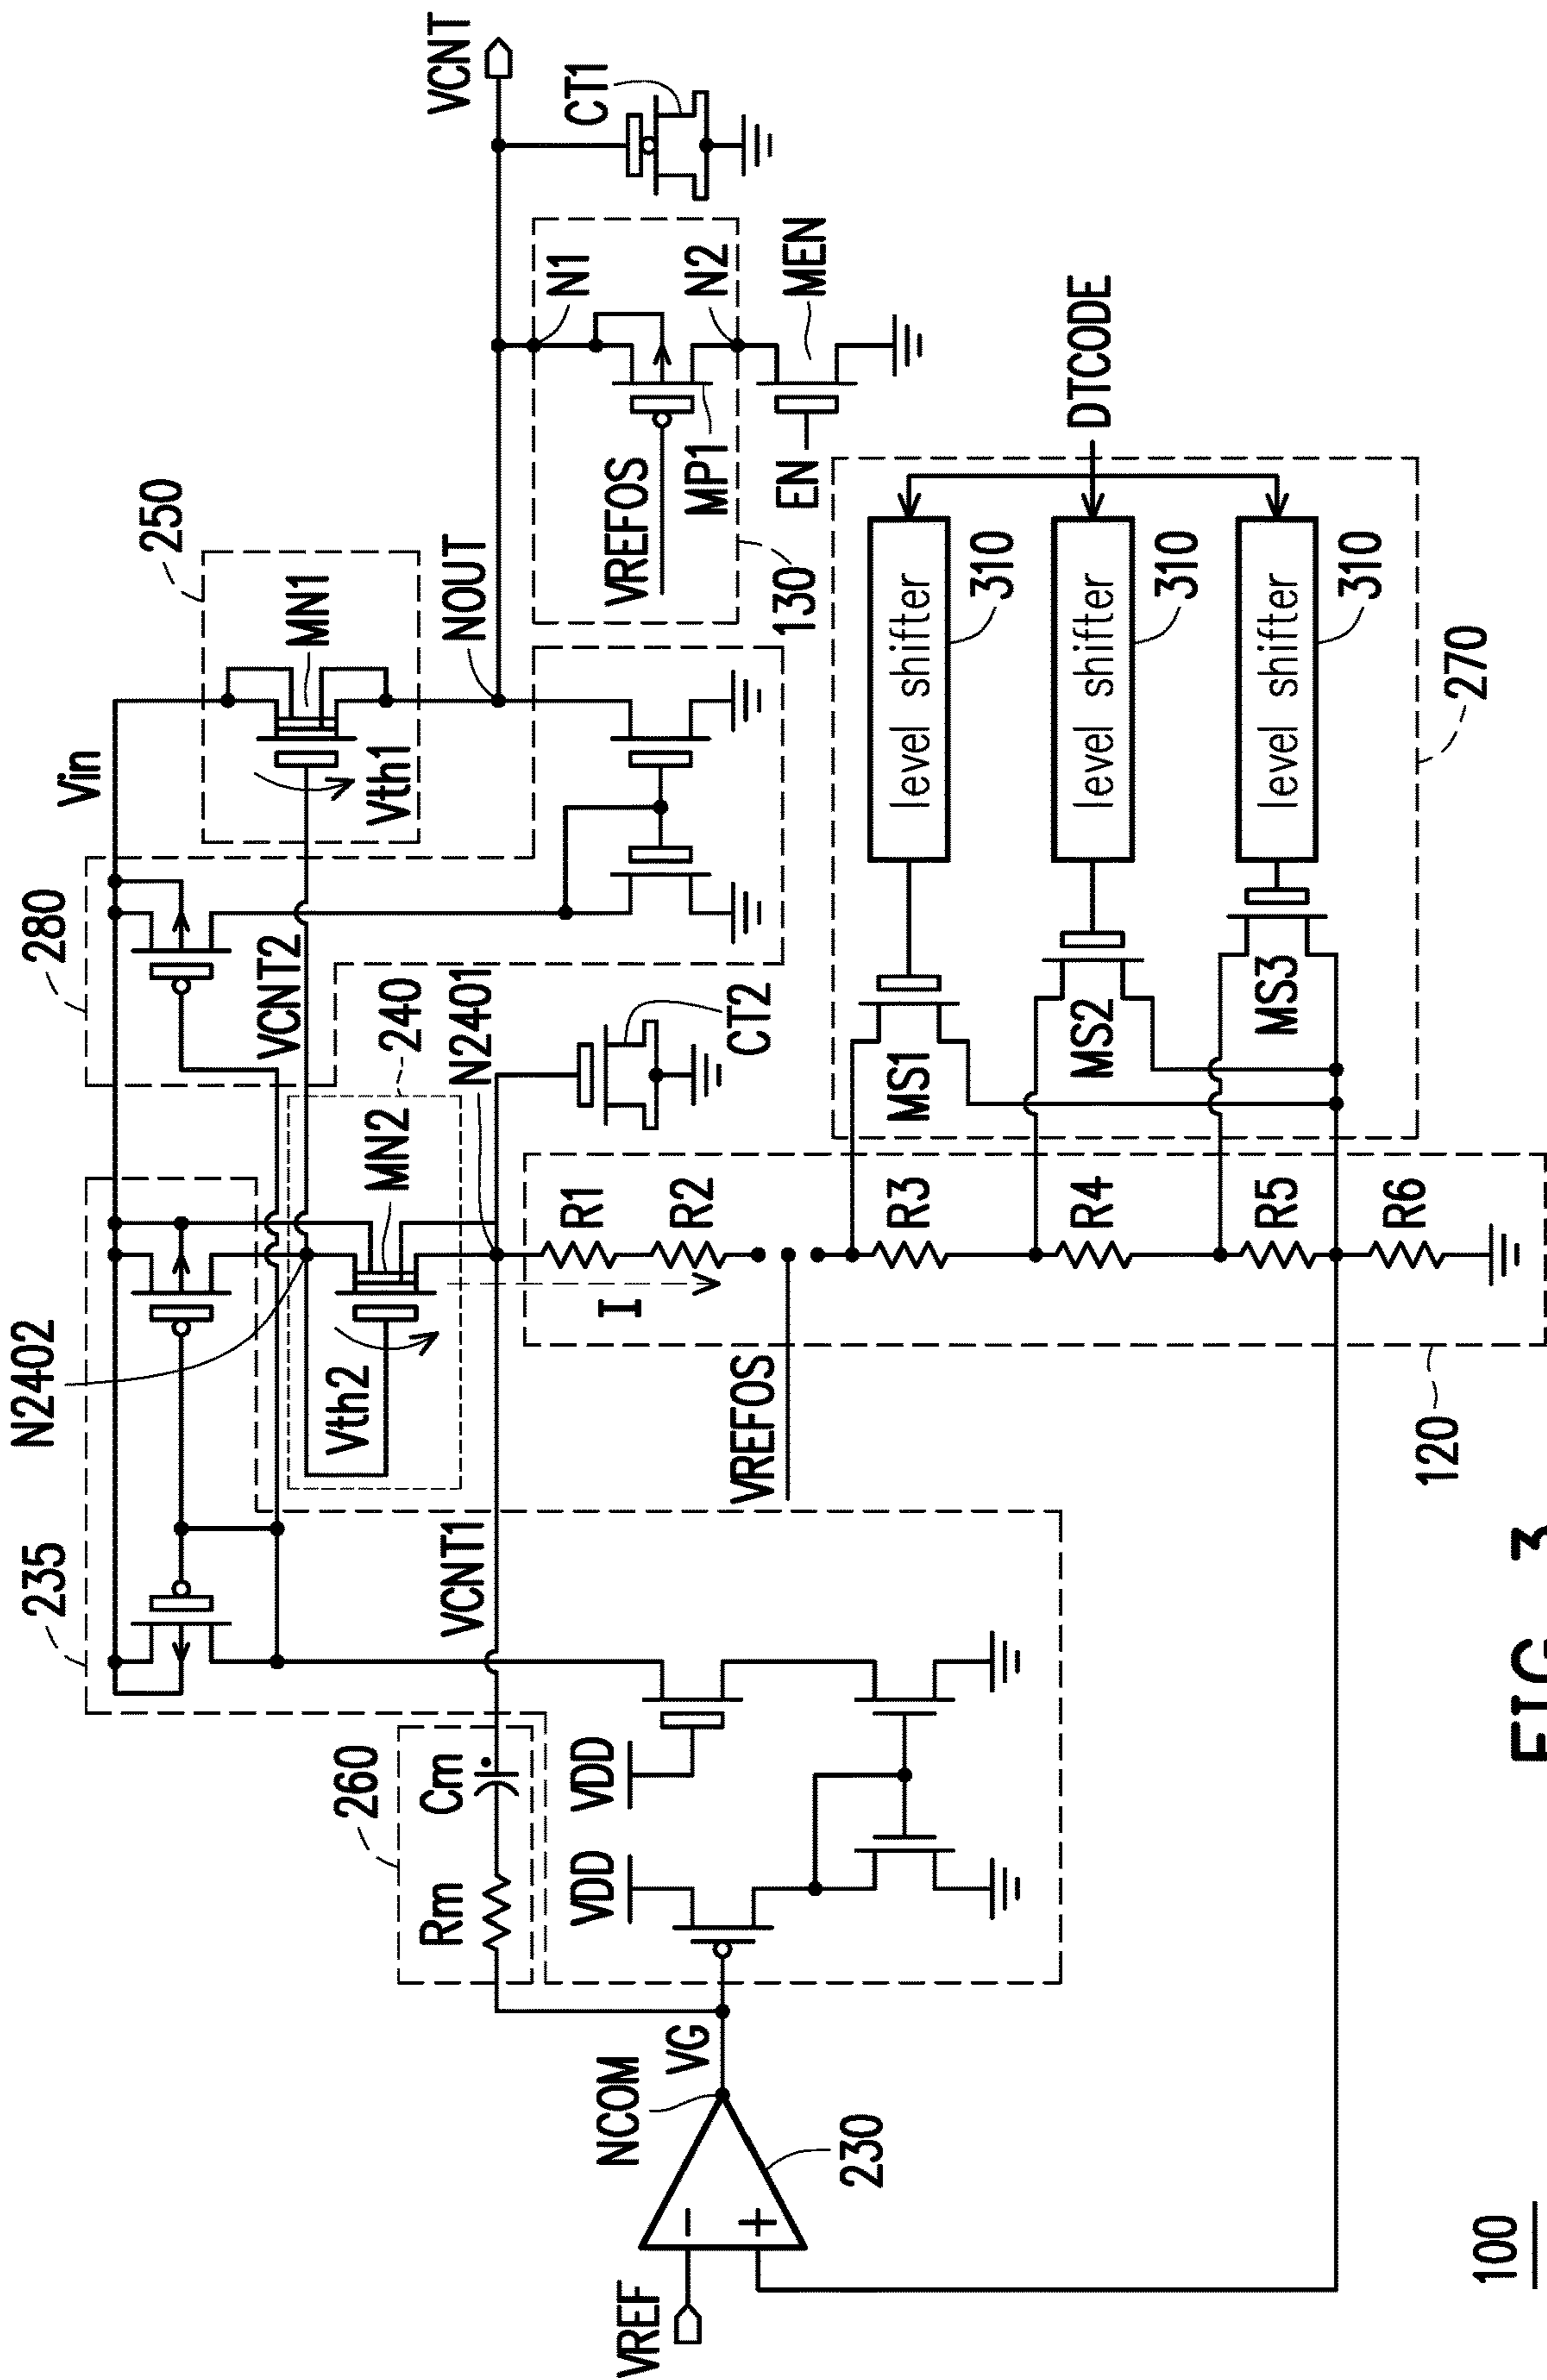 N2402
235
280
250
Vin
MN1
Vth1
VCNT2
MN2
240
Vth2
N2401
NOUT
VCNT
CT1
260
Rm
Cm
VCNT1
CT2
N1
N2
VREFOS
MP1
130
EN
MEN
VDD
VDD
I
R1
R2
VREFOS
NCOM
VG
VREF
−
+
230
R3
R4
R5
R6
120
MS1
MS2
MS3
level shifter
310
level shifter
310
level shifter
310
DTCODE
270
100
FIG. 3